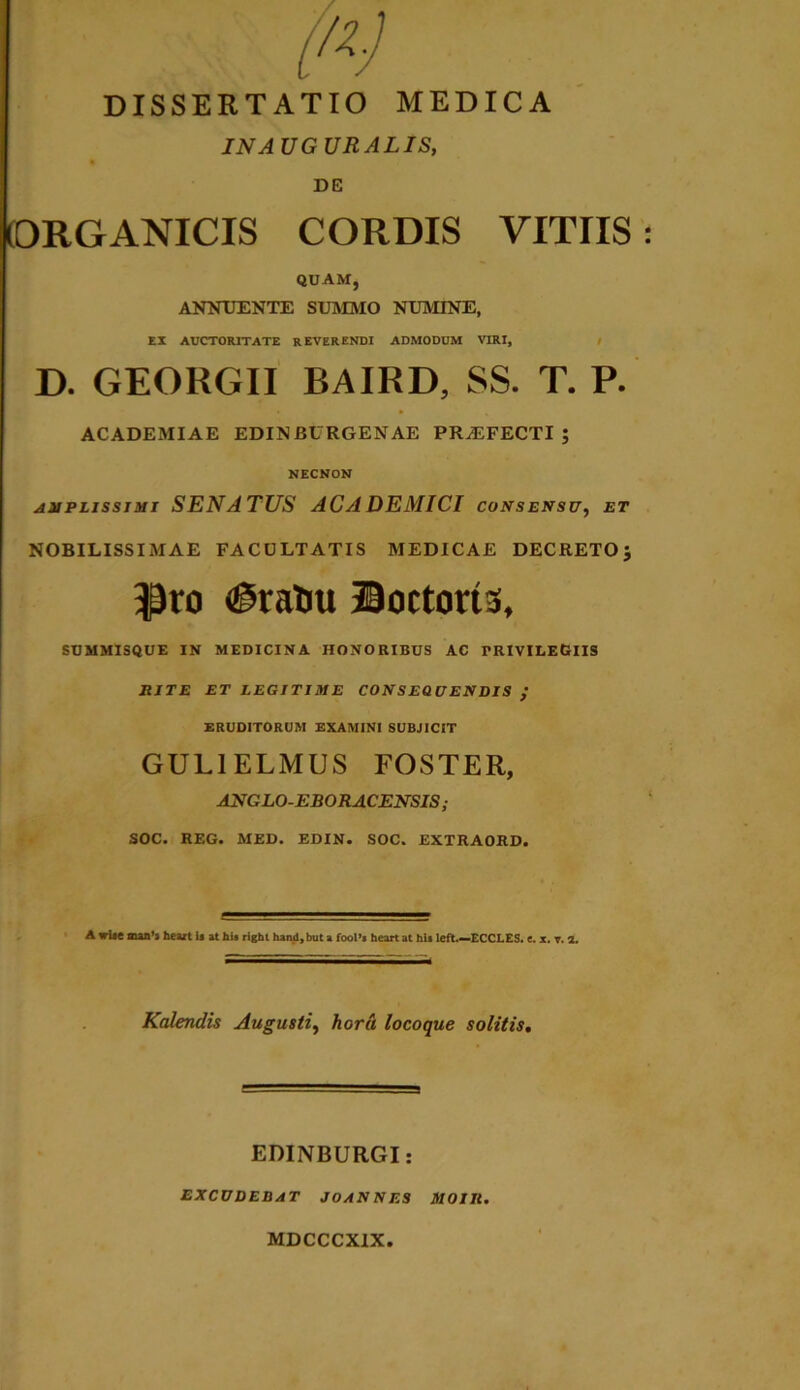 (12.)
DISSERTATIO MEDICA
INAUGURALIS,
DE
ORGANICIS CORDIS VITIIS:
QUAM,
ANNUENTE SUMMO NUMINE,
EX AUCTORITATE REVERENDI ADMODUM VIRI,
D. GEORGII BAIRD, SS. T. P.
ACADEMIAE EDINBURGENAE PRÆFECTI;
NECNON
AMPLISSIMI SENATUS ACADEMICI CONSENSU, ET
NOBILISSIMAE FACULTATIS MEDICAE DECRETO;
Pro Gradu Doctoris,
SUMMISQUE IN MEDICINA HONORIBUS AC PRIVILEGIIS
RITE ET LEGITIME CONSEQUENDIS;
ERUDITORUM EXAMINI SUBJICIT
GULIELMUS FOSTER,
ANGLO-EBORACENSIS;
SOC. REG. MED. EDIN. SOC. EXTRAORD.
A wise man's heart is at his right hand, but a fool's heart at his left.—ECCLES. c. x. v. 2.
Kalendis Augusti, horâ locoque solitis.
EDINBURGI:
EXCUDEBAT JOANNES MOIR.
MDCCCXIX.